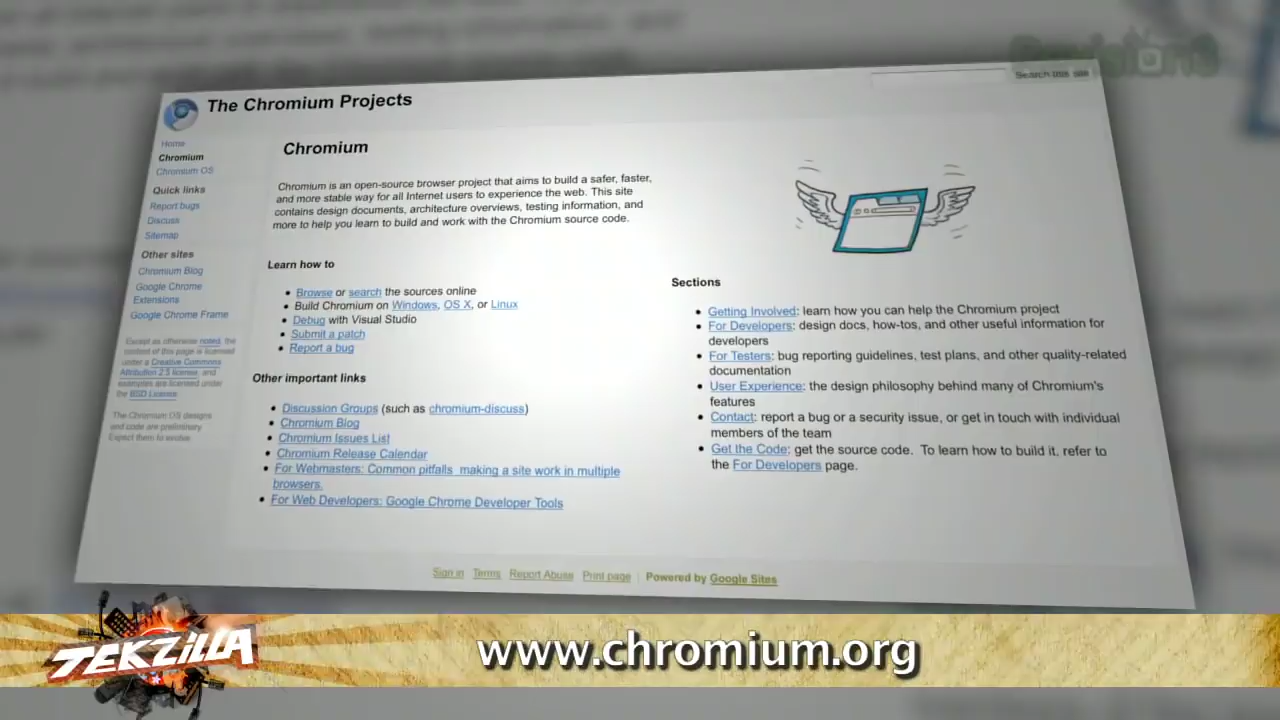 Revision3
Search this site
The Chromium Projects
Home
Chromium
Chromium OS
Quick links
Report bugs
Discuss
Sitemap
Other sites
Chromium Blog
Google Chrome
Extensions
Google Chrome Frame
Except as otherwise noted, the
content of this page is licensed
under a Creative Commons
Attribution 2.5 license, and
examples are licensed under
the BSD License.
The Chromium OS designs
and code are preliminary.
Expect them to evolve.
Chromium
Chromium is an open-source browser project that aims to build a safer, faster,
and more stable way for all Internet users to experience the web. This site
contains design documents, architecture overviews, testing information, and
more to help you learn to build and work with the Chromium source code.
Learn how to
• Browse or search the sources online
• Build Chromium on Windows, OS X, or Linux
• Debug with Visual Studio
• Submit a patch
• Report a bug
Other important links
• Discussion Groups (such as chromium-discuss)
• Chromium Blog
• Chromium Issues List
• Chromium Release Calendar
• For Webmasters: Common pitfalls making a site work in multiple
browsers.
• For Web Developers: Google Chrome Developer Tools
Sections
• Getting Involved: learn how you can help the Chromium project
• For Developers: design docs, how-tos, and other useful information for
developers
• For Testers: bug reporting guidelines, test plans, and other quality-related
documentation
• User Experience: the design philosophy behind many of Chromium's
features
• Contact: report a bug or a security issue, or get in touch with individual
members of the team
• Get the Code: get the source code. To learn how to build it, refer to
the For Developers page.
Sign in Terms Report Abuse Print page | Powered by Google Sites
TEKZILLA
www.chromium.org